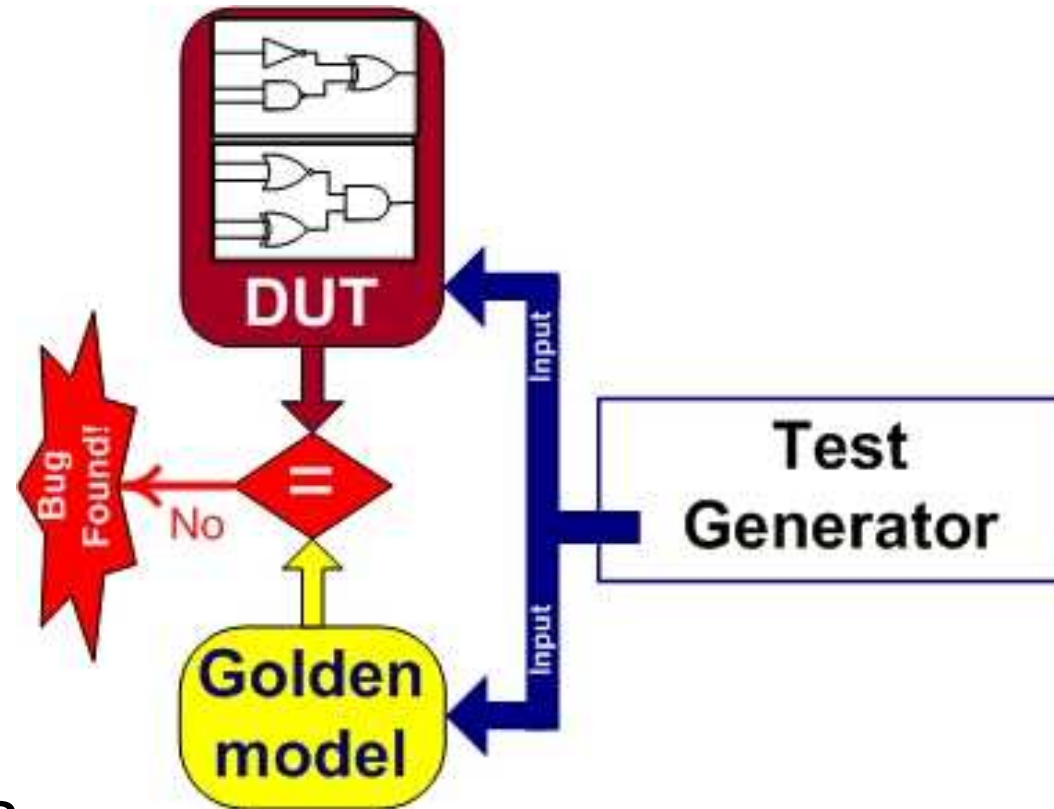 DUT
Input
Test
Generator
=
Bug
Found!
No
Input
Golden
model